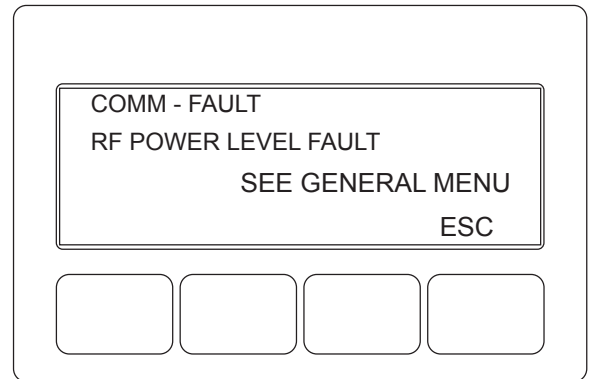 COMM - FAULT
RF POWER LEVEL FAULT
SEE GENERAL MENU
ESC